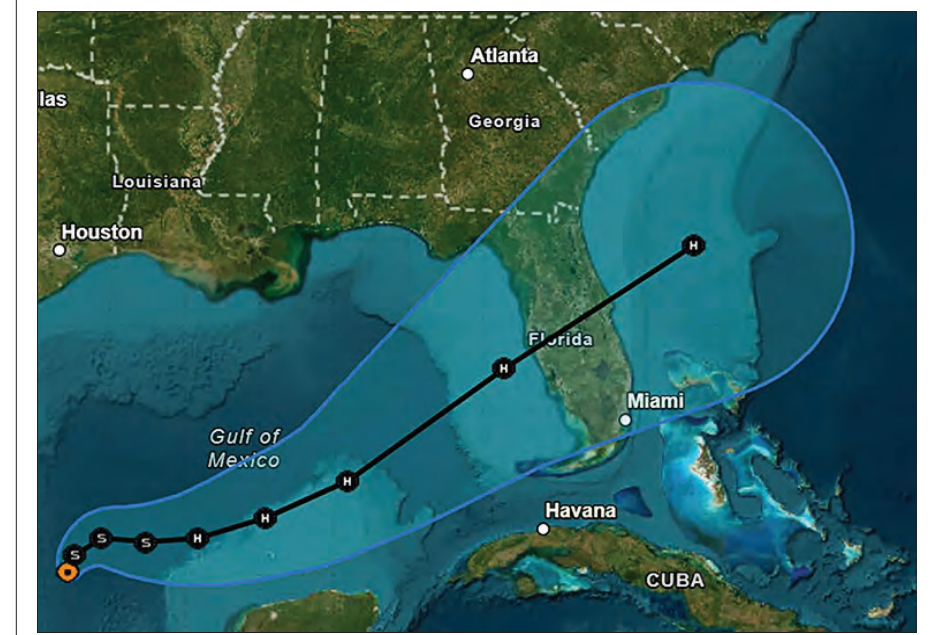 Atlanta
las
Georgia
Louisiana
Houston
H
Florida
H
Miami
Gulf of
Mexico
H
H
Havana
S
S
S
H
CUBA